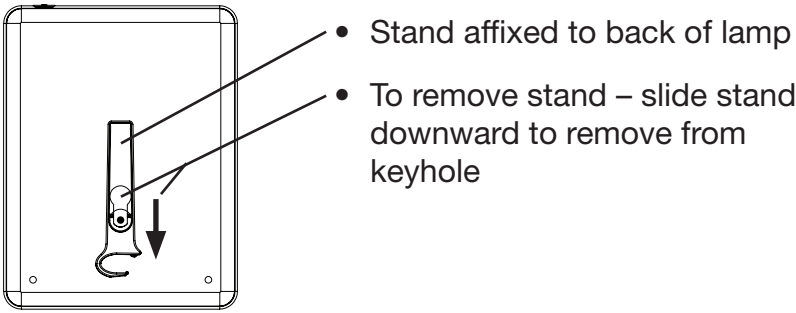 • Stand affixed to back of lamp
• To remove stand – slide stand
downward to remove from
keyhole